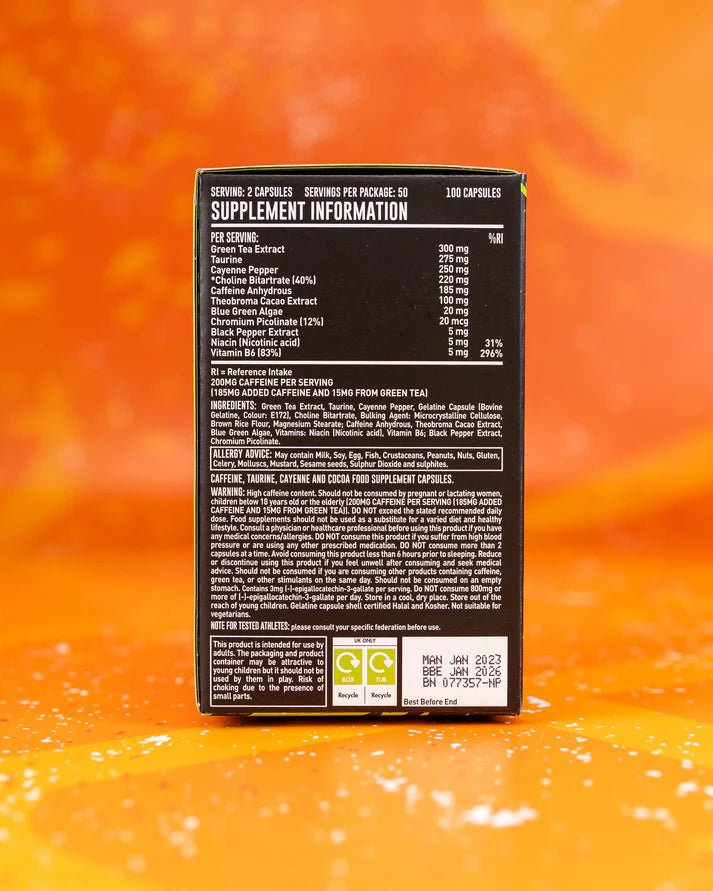 SERVING: 2 CAPSULES SERVINGS PER PACKAGE: 50 100 CAPSULES
SUPPLEMENT INFORMATION
PER SERVING: %RI
Green Tea Extract 300 mg
Taurine 275 mg
Cayenne Pepper 250 mg
*Choline Bitartrate (40%) 220 mg
Caffeine Anhydrous 185 mg
Theobroma Cacao Extract 100 mg
Blue Green Algae 20 mg
Chromium Picolinate (12%) 20 mcg
Black Pepper Extract 5 mg
Niacin (Nicotinic acid) 5 mg 31%
Vitamin B6 (83%) 5 mg 296%
RI = Reference Intake
200MG CAFFEINE PER SERVING
(185MG ADDED CAFFEINE AND 15MG FROM GREEN TEA)
INGREDIENTS: Green Tea Extract, Taurine, Cayenne Pepper, Gelatine Capsule (Bovine
Gelatine, Colour: E172), Choline Bitartrate, Bulking Agent: Microcrystalline Cellulose,
Brown Rice Flour, Magnesium Stearate; Caffeine Anhydrous, Theobroma Cacao Extract,
Blue Green Algae, Vitamins: Niacin (Nicotinic acid), Vitamin B6; Black Pepper Extract,
Chromium Picolinate.
ALLERGY ADVICE: May contain Milk, Soy, Egg, Fish, Crustaceans, Peanuts, Nuts, Gluten,
Celery, Molluscs, Mustard, Sesame seeds, Sulphur Dioxide and sulphites.
CAFFEINE, TAURINE, CAYENNE AND COCOA FOOD SUPPLEMENT CAPSULES.
WARNING: High caffeine content. Should not be consumed by pregnant or lactating women,
children below 18 years old or the elderly (200MG CAFFEINE PER SERVING (185MG ADDED
CAFFEINE AND 15MG FROM GREEN TEA)). DO NOT exceed the stated recommended daily
dose. Food supplements should not be used as a substitute for a varied diet and healthy
lifestyle. Consult a physician or healthcare professional before using this product if you have
any medical concerns/allergies. DO NOT consume this product if you suffer from high blood
pressure or are using any other prescribed medication. DO NOT consume more than 2
capsules at a time. Avoid consuming this product less than 6 hours prior to sleeping. Reduce
or discontinue using this product if you feel unwell after consuming and seek medical
advice. Should not be consumed if you are consuming other products containing caffeine,
green tea, or other stimulants on the same day. Should not be consumed on an empty
stomach. Contains 3mg (-)-epigallocatechin-3-gallate per serving. Do NOT consume 800mg or
more of (-)-epigallocatechin-3-gallate per day. Store in a cool, dry place. Store out of the
reach of young children. Gelatine capsule shell certified Halal and Kosher. Not suitable for
vegetarians.
NOTE FOR TESTED ATHLETES: please consult your specific federation before use.
This product is intended for use by
adults. The packaging and product
container may be attractive to
young children but it should not be
used by them in play. Risk of
choking due to the presence of
small parts.
UK ONLY
BOX TUB
Recycle Recycle
MAN JAN 2023
BBE JAN 2026
BN 077357-NP
Best Before End